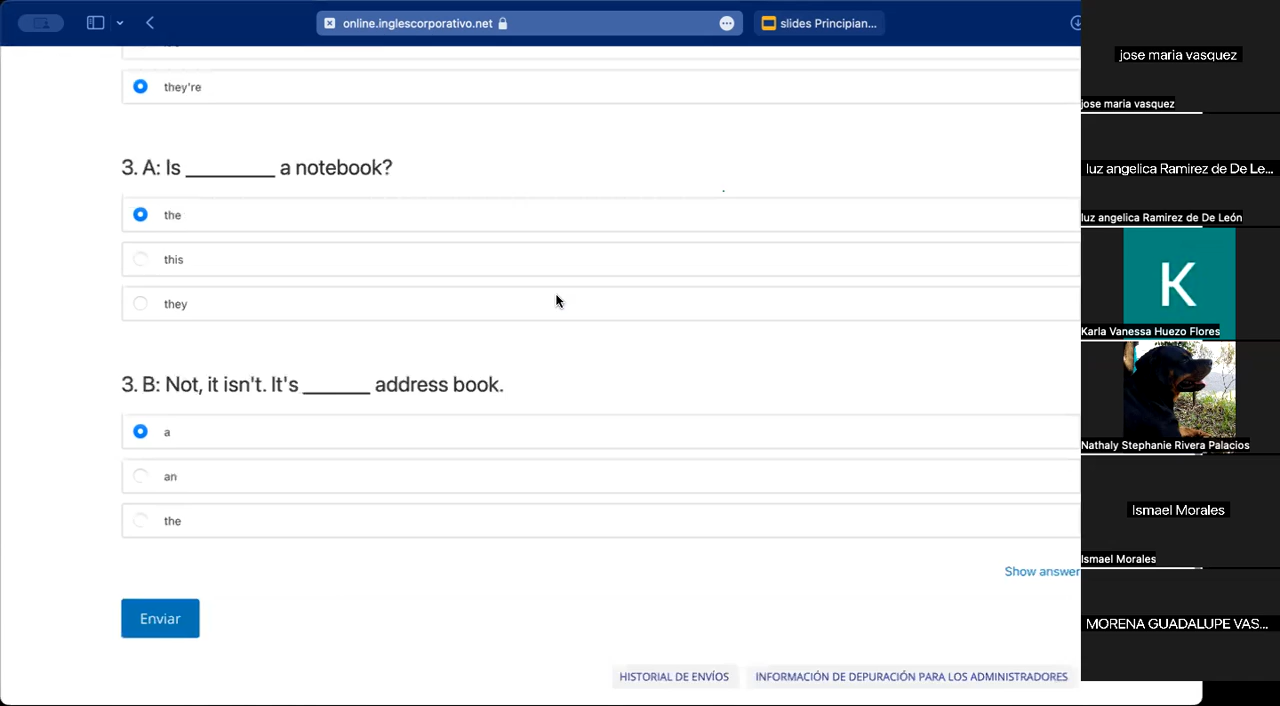 online.inglescorporativo.net
slides Principian...
they're
3. A: Is _________ a notebook?
the
this
they
3. B: Not, it isn't. It's _______ address book.
a
an
the
Show answer
Enviar
HISTORIAL DE ENVÍOS
INFORMACIÓN DE DEPURACIÓN PARA LOS ADMINISTRADORES
jose maria vasquez
jose maria vasquez
luz angelica Ramirez de De Le...
luz angelica Ramirez de De León
K
Karla Vanessa Huezo Flores
Nathaly Stephanie Rivera Palacios
Ismael Morales
Ismael Morales
MORENA GUADALUPE VAS...